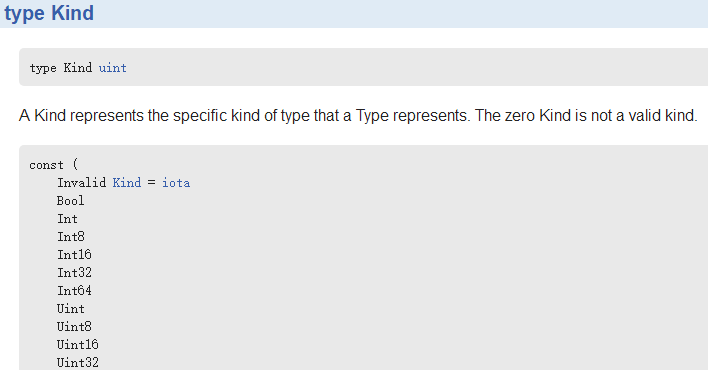 type Kind
type Kind uint
A Kind represents the specific kind of type that a Type represents. The zero Kind is not a valid kind.
const (
    Invalid Kind = iota
    Bool
    Int
    Int8
    Int16
    Int32
    Int64
    Uint
    Uint8
    Uint16
    Uint32